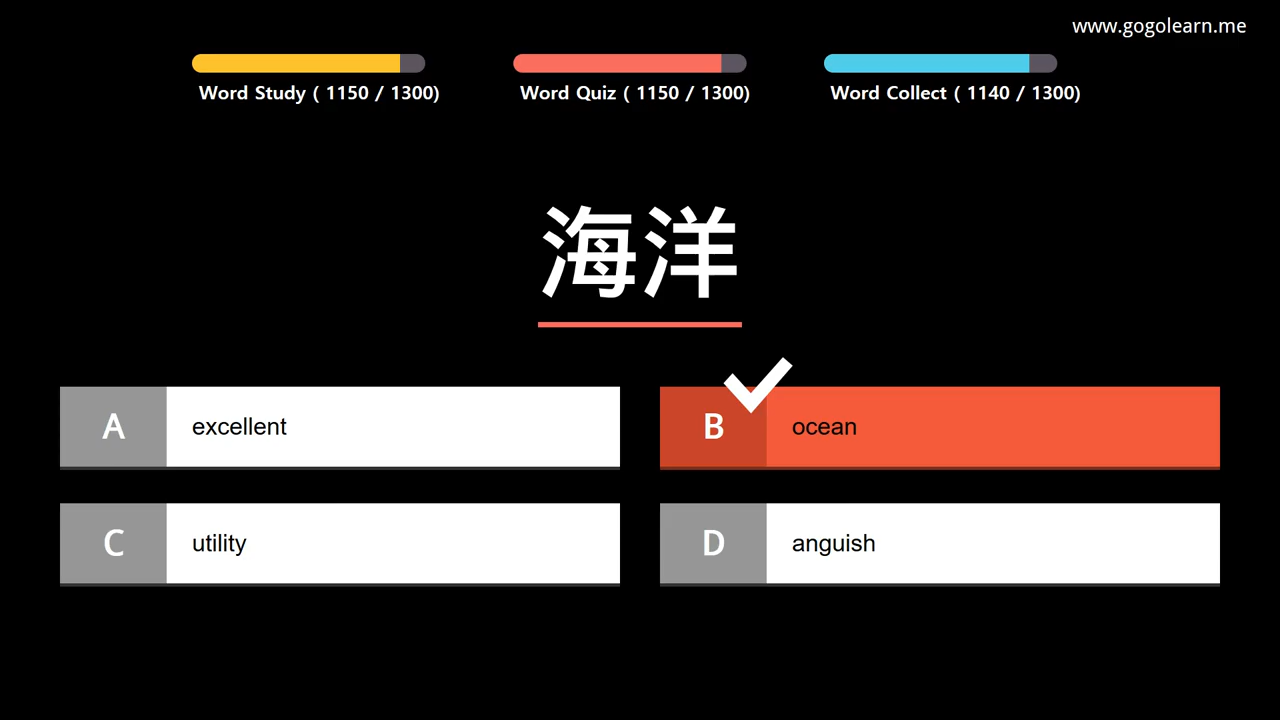 www.gogolearn.me
Word Study ( 1150 / 1300)
Word Quiz ( 1150 / 1300)
Word Collect ( 1140 / 1300)
海洋
A excellent
B ocean
C utility
D anguish